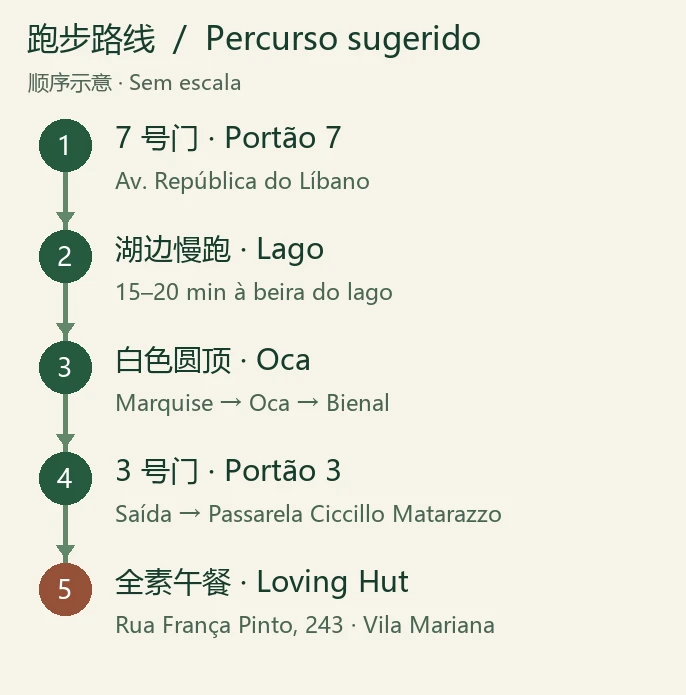 跑步路线 / Percurso sugerido
顺序示意 · Sem escala
1
7 号门 · Portão 7
Av. República do Líbano
2
湖边慢跑 · Lago
15–20 min à beira do lago
3
白色圆顶 · Oca
Marquise → Oca → Bienal
4
3 号门 · Portão 3
Saída → Passarela Ciccillo Matarazzo
5
全素午餐 · Loving Hut
Rua França Pinto, 243 · Vila Mariana